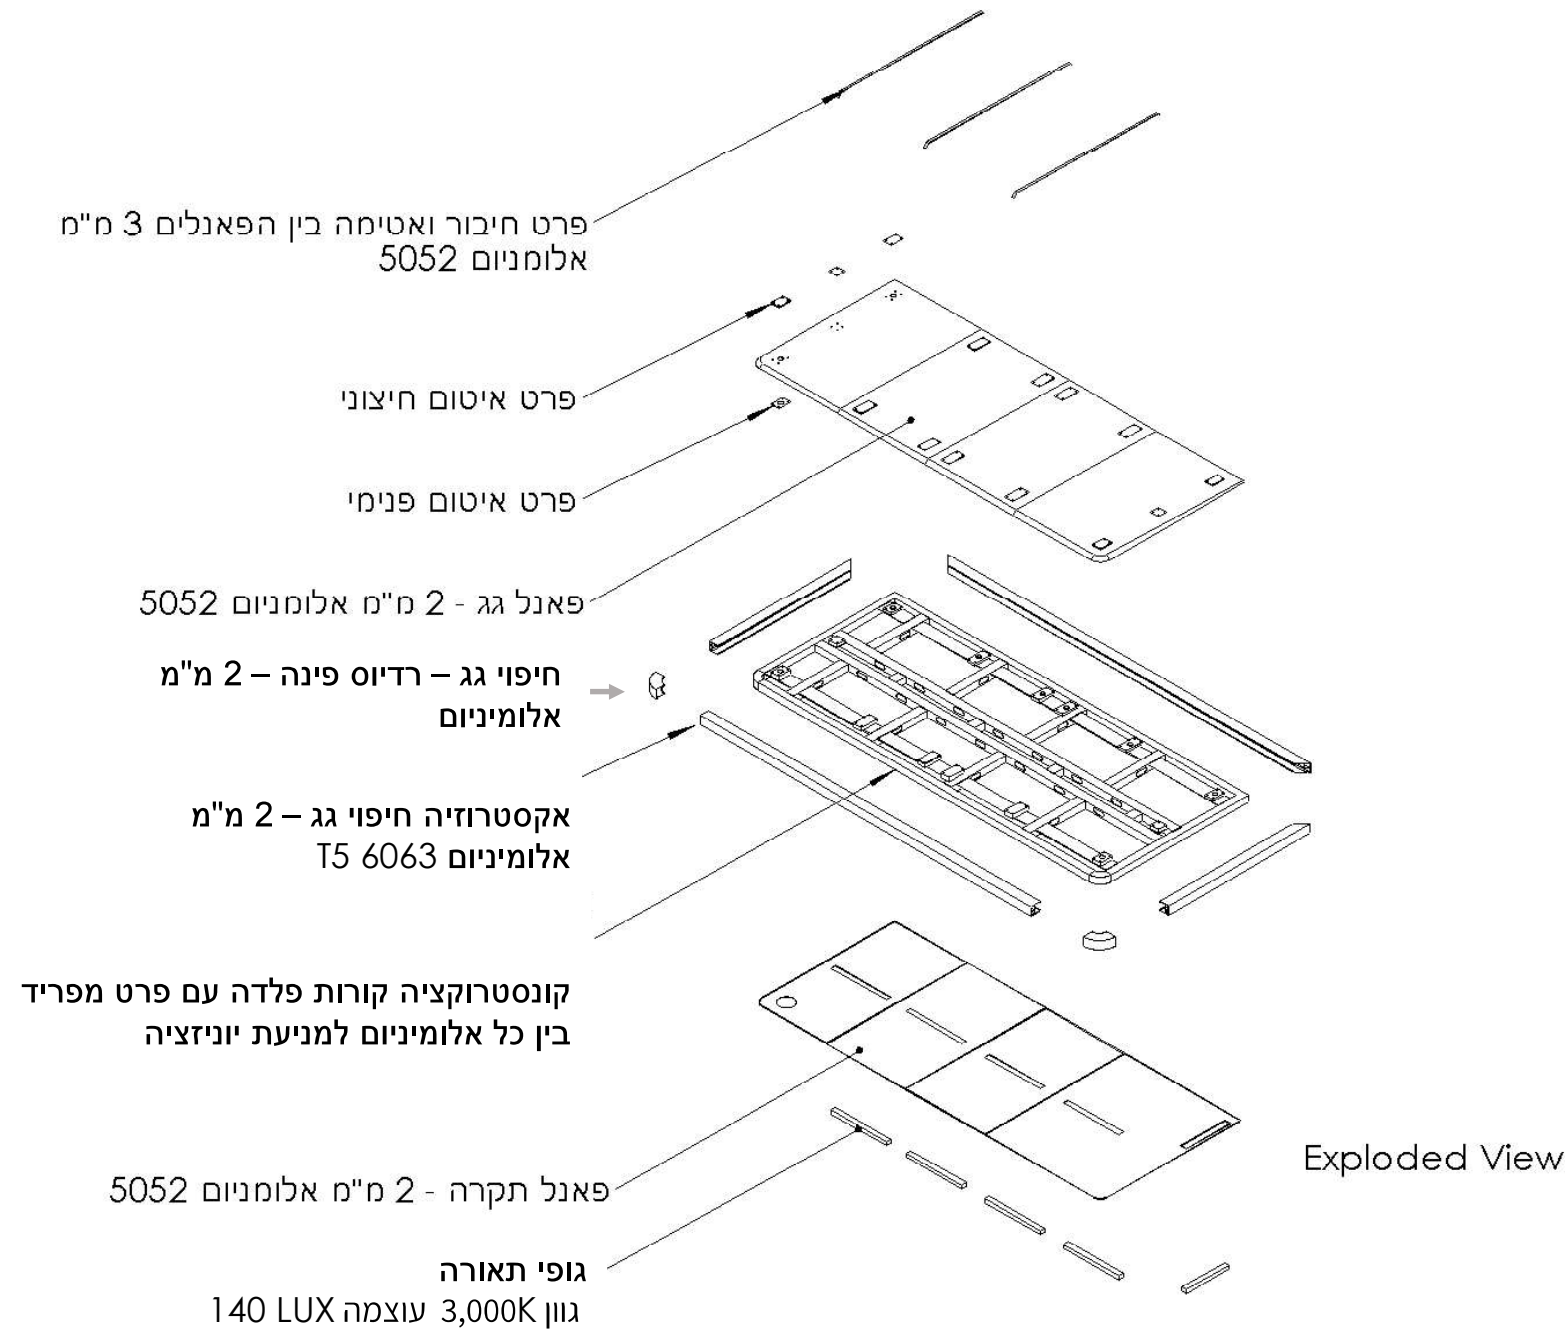 פרט חיבור ואטימה בין הפאנלים 3 מ"מ
אלומניום 5052
פרט איטום חיצוני
פרט איטום פנימי
פאנל גג - 2 מ"מ אלומניום 5052
חיפוי גג – רדיוס פינה – 2 מ"מ
אלומיניום
אקסטרוזיה חיפוי גג – 2 מ"מ
אלומיניום 6063 T5
קונסטרוקציה קורות פלדה עם פרט מפריד
בין כל אלומיניום למניעת יוניזציה
פאנל תקרה - 2 מ"מ אלומניום 5052
Exploded View
גופי תאורה
גוון 3,000K עוצמה 140 LUX